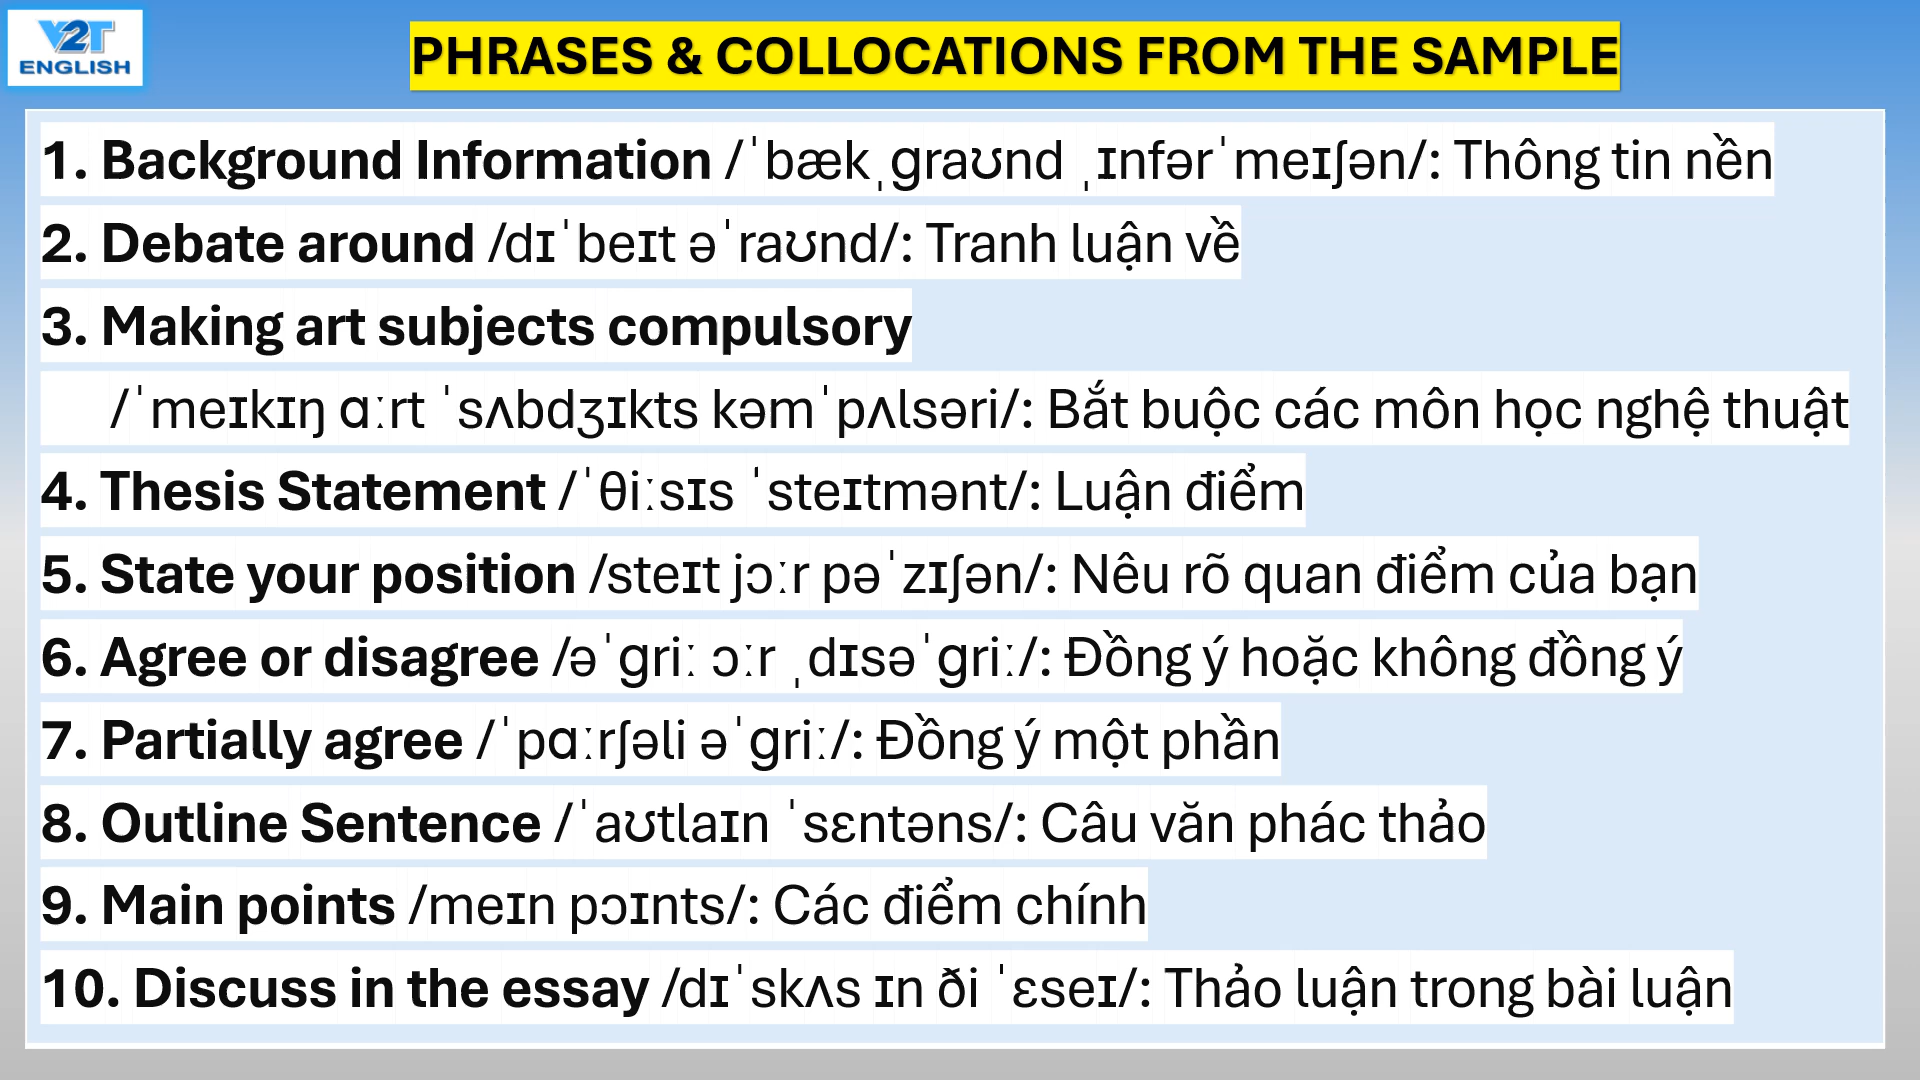 V2T
ENGLISH
PHRASES & COLLOCATIONS FROM THE SAMPLE
1. Background Information /ˈbækˌɡraʊnd ˌɪnfərˈmeɪʃən/: Thông tin nền
2. Debate around /dɪˈbeɪt əˈraʊnd/: Tranh luận về
3. Making art subjects compulsory
/ˈmeɪkɪŋ ɑːrt ˈsʌbdʒɪkts kəmˈpʌlsəri/: Bắt buộc các môn học nghệ thuật
4. Thesis Statement /ˈθiːsɪs ˈsteɪtmənt/: Luận điểm
5. State your position /steɪt jɔːr pəˈzɪʃən/: Nêu rõ quan điểm của bạn
6. Agree or disagree /əˈɡriː ɔːr ˌdɪsəˈɡriː/: Đồng ý hoặc không đồng ý
7. Partially agree /ˈpɑːrʃəli əˈɡriː/: Đồng ý một phần
8. Outline Sentence /ˈaʊtlaɪn ˈsɛntəns/: Câu văn phác thảo
9. Main points /meɪn pɔɪnts/: Các điểm chính
10. Discuss in the essay /dɪˈskʌs ɪn ði ˈɛseɪ/: Thảo luận trong bài luận